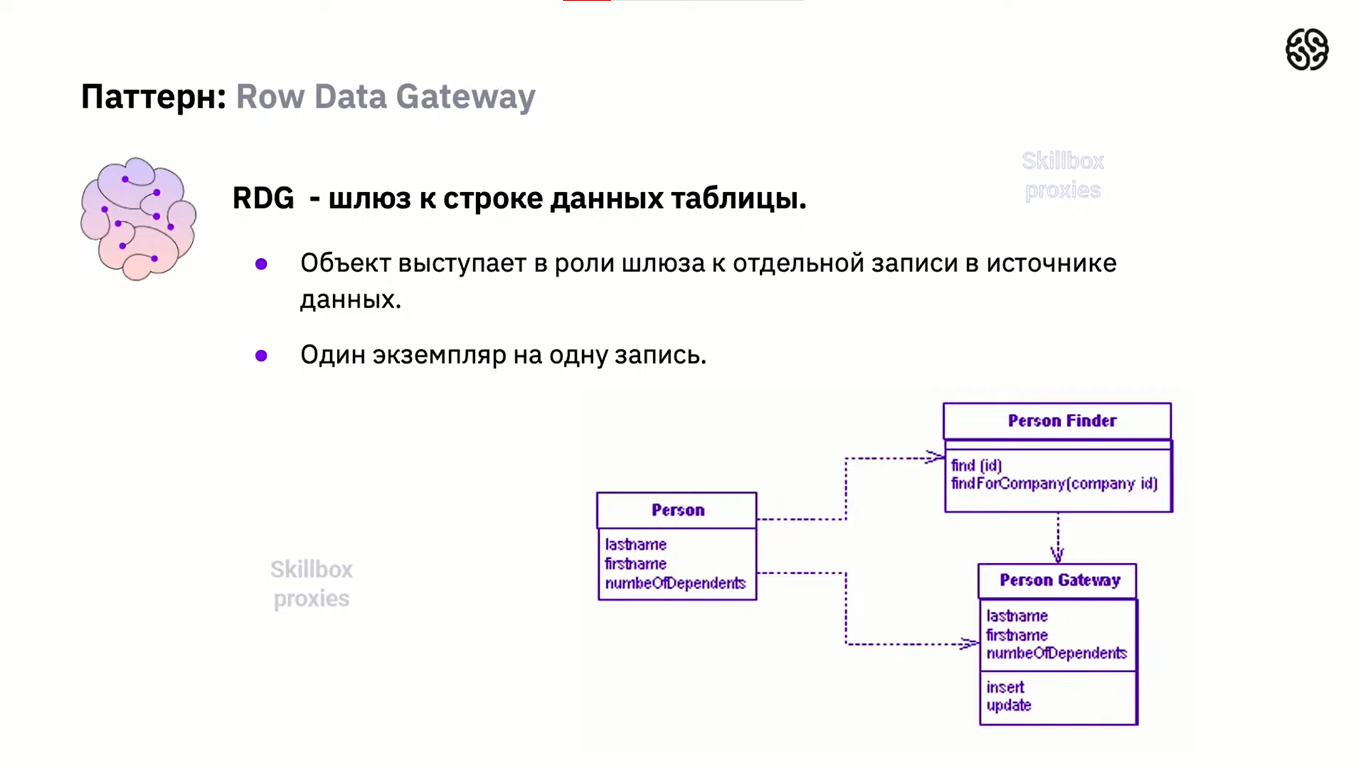 Паттерн: Row Data Gateway
Skillbox
proxies
RDG - шлюз к строке данных таблицы.
Объект выступает в роли шлюза к отдельной записи в источнике
данных.
Один экземпляр на одну запись.
Person Finder
find (id)
findForCompany(company id)
Person
lastname
firstname
numbeOfDependents
Skillbox
proxies
Person Gateway
lastname
firstname
numbeOfDependents
insert
update